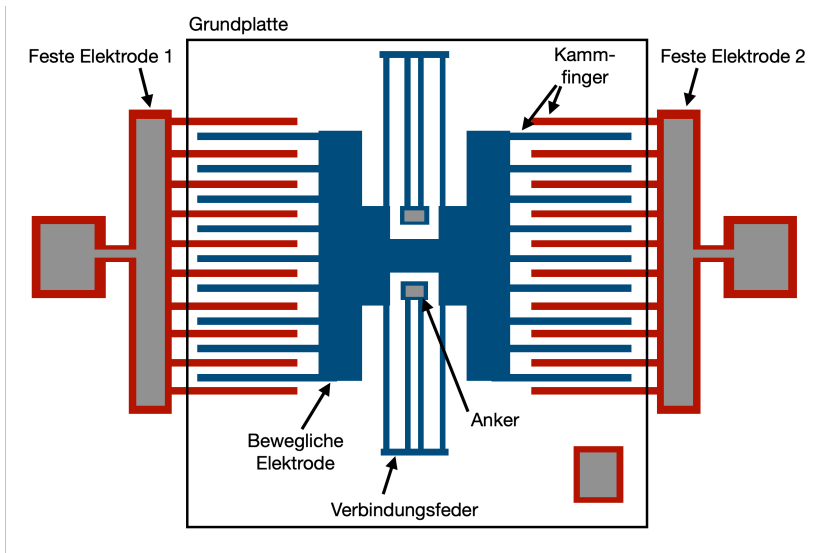 Grundplatte
Feste Elektrode 1
Kamm-
finger
Feste Elektrode 2
Anker
Bewegliche
Elektrode
Verbindungsfeder